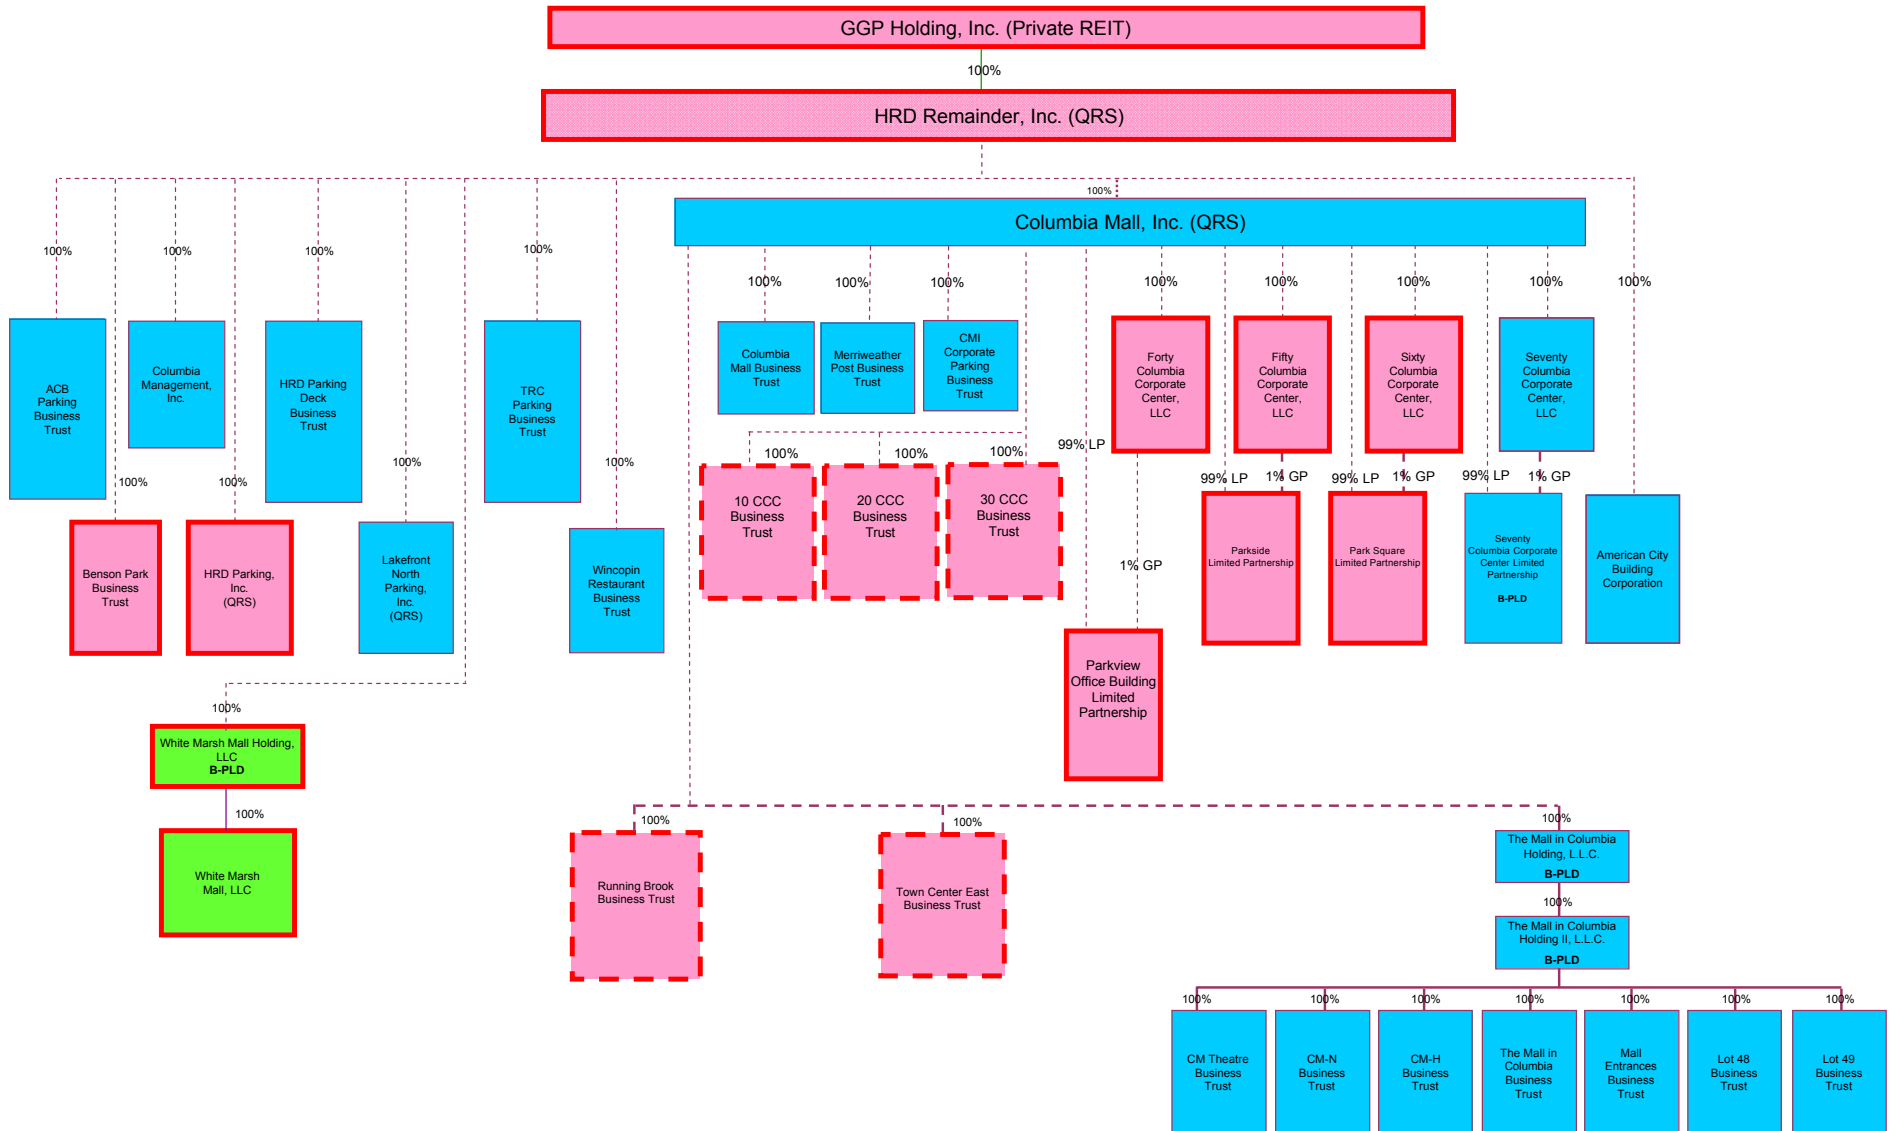 GGP Holding, Inc. (Private REIT)
100%
HRD Remainder, Inc. (QRS)
100%
Columbia Mall, Inc. (QRS)
100%
100%
100%
100%
100%
100%
100%
100%
100%
100%
100%
100%
ACB
Parking
Business
Trust
Columbia
Management,
Inc.
HRD Parking
Deck
Business
Trust
TRC
Parking
Business
Trust
Columbia
Mall Business
Trust
Merriweather
Post Business
Trust
CMI
Corporate
Parking
Business
Trust
Forty
Columbia
Corporate
Center,
LLC
Fifty
Columbia
Corporate
Center,
LLC
Sixty
Columbia
Corporate
Center,
LLC
Seventy
Columbia
Corporate
Center,
LLC
100%
100%
100%
100%
100%
100%
100%
99% LP
99% LP
1% GP
99% LP
1% GP
99% LP
1% GP
Benson Park
Business
Trust
HRD Parking,
Inc.
(QRS)
Lakefront
North
Parking,
Inc.
(QRS)
Wincopin
Restaurant
Business
Trust
10 CCC
Business
Trust
20 CCC
Business
Trust
30 CCC
Business
Trust
1% GP
Parkside
Limited Partnership
Park Square
Limited Partnership
Seventy
Columbia Corporate
Center Limited
Partnership
B-PLD
American City
Building
Corporation
Parkview
Office Building
Limited
Partnership
100%
White Marsh Mall Holding,
LLC
B-PLD
100%
White Marsh
Mall, LLC
100%
Running Brook
Business Trust
100%
Town Center East
Business Trust
100%
The Mall in Columbia
Holding, L.L.C.
B-PLD
100%
The Mall in Columbia
Holding II, L.L.C.
B-PLD
100%
100%
100%
100%
100%
100%
100%
CM Theatre
Business
Trust
CM-N
Business
Trust
CM-H
Business
Trust
The Mall in
Columbia
Business
Trust
Mall
Entrances
Business
Trust
Lot 48
Business
Trust
Lot 49
Business
Trust